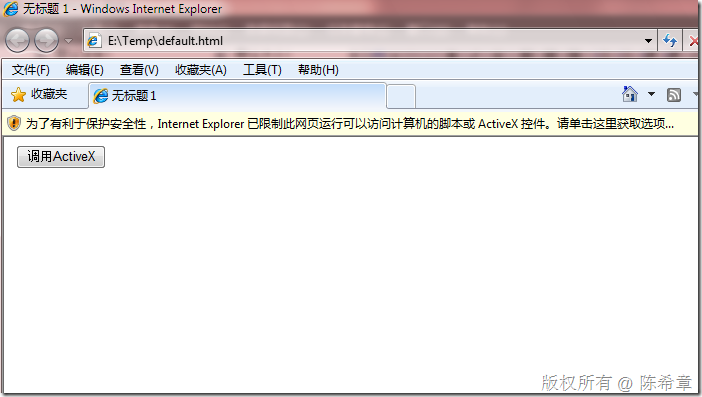 无标题 1 - Windows Internet Explorer
E:\Temp\default.html
文件(F) 编辑(E) 查看(V) 收藏夹(A) 工具(T) 帮助(H)
收藏夹 无标题 1
为了有利于保护安全性，Internet Explorer 已限制此网页运行可以访问计算机的脚本或 ActiveX 控件。请单击这里获取选项...
调用ActiveX
版权所有 @ 陈希章